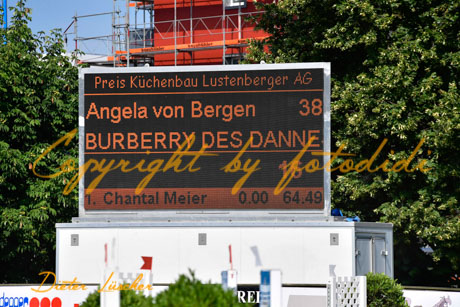 Preis Küchenbau Lustenberger AG
Angela von Bergen 38
BURBERRY DES DANNE
Copyright by fotodidi
1. Chantal Meier 0.00 64.49
Dieter Luscher